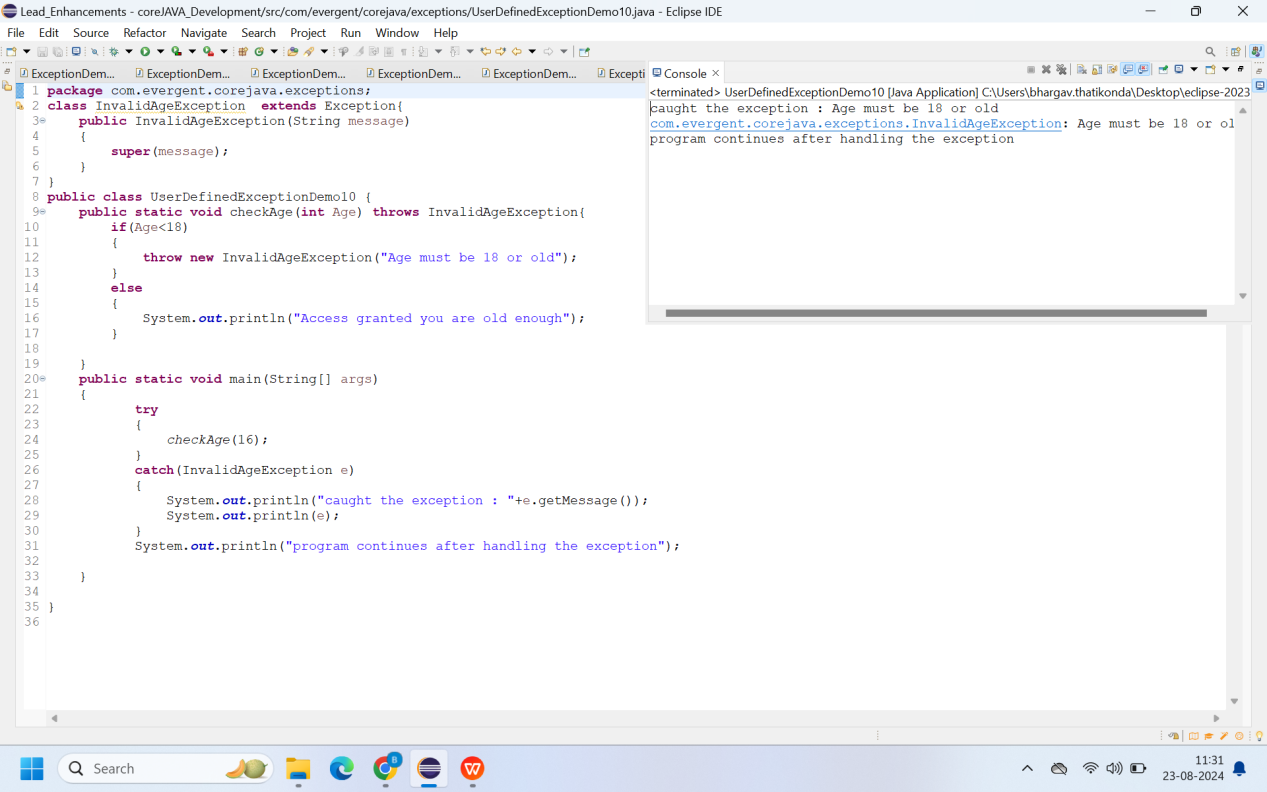 Lead_Enhancements - coreJAVA_Development/src/com/evergent/corejava/exceptions/UserDefinedExceptionDemo10.java - Eclipse IDE
File Edit Source Refactor Navigate Search Project Run Window Help
ExceptionDem... ExceptionDem... ExceptionDem... ExceptionDem... ExceptionDem... Excepti
1 package com.evergent.corejava.exceptions;
2 class InvalidAgeException  extends Exception{
3     public InvalidAgeException(String message)
4     {
5         super(message);
6     }
7 }
8 public class UserDefinedExceptionDemo10 {
9     public static void checkAge(int Age) throws InvalidAgeException{
10         if(Age<18)
11         {
12             throw new InvalidAgeException("Age must be 18 or old");
13         }
14         else
15         {
16             System.out.println("Access granted you are old enough");
17         }
18
19     }
20     public static void main(String[] args)
21     {
22            try
23            {
24                checkAge(16);
25            }
26            catch(InvalidAgeException e)
27            {
28                System.out.println("caught the exception : "+e.getMessage());
29                System.out.println(e);
30            }
31            System.out.println("program continues after handling the exception");
32
33     }
34
35 }
36
Console
<terminated> UserDefinedExceptionDemo10 [Java Application] C:\Users\bhargav.thatikonda\Desktop\eclipse-2023
caught the exception : Age must be 18 or old
com.evergent.corejava.exceptions.InvalidAgeException: Age must be 18 or ol
program continues after handling the exception
Search
B
W
11:31
23-08-2024